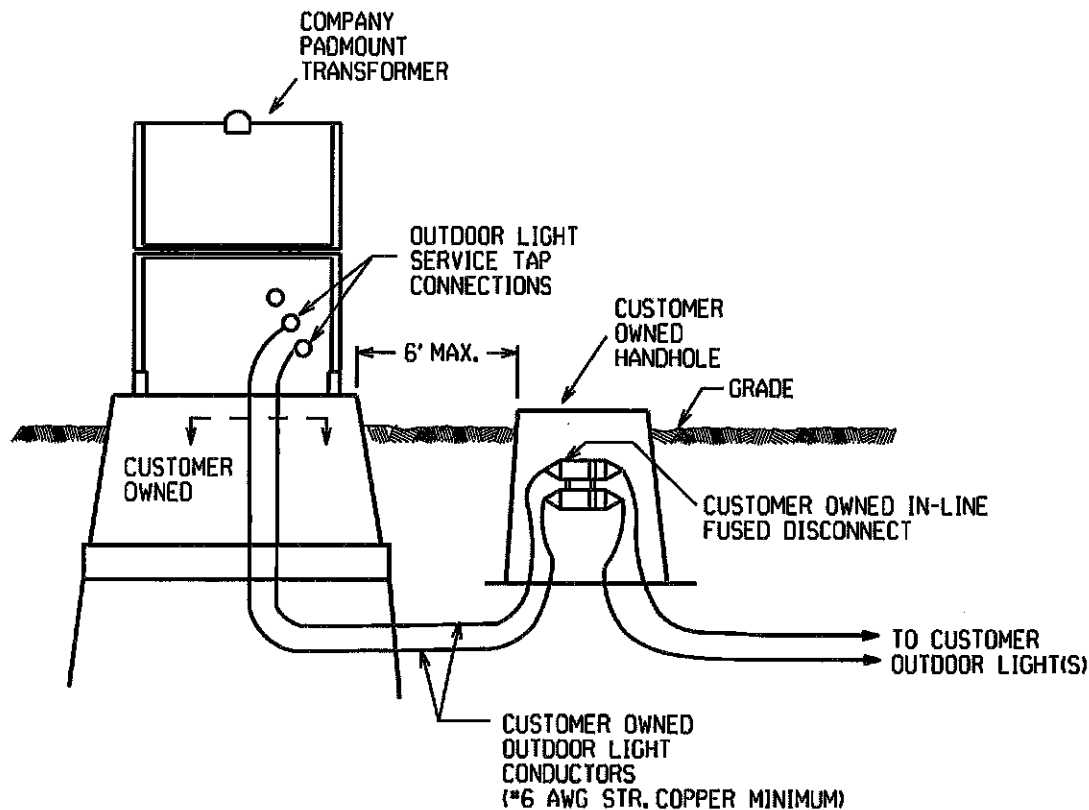 COMPANY
PADMOUNT
TRANSFORMER
OUTDOOR LIGHT
SERVICE TAP
CONNECTIONS
CUSTOMER
OWNED
HANDHOLE
6' MAX.
GRADE
CUSTOMER
OWNED
CUSTOMER OWNED IN-LINE
FUSED DISCONNECT
TO CUSTOMER
OUTDOOR LIGHT(S)
CUSTOMER OWNED
OUTDOOR LIGHT
CONDUCTORS
(#6 AWG STR. COPPER MINIMUM)